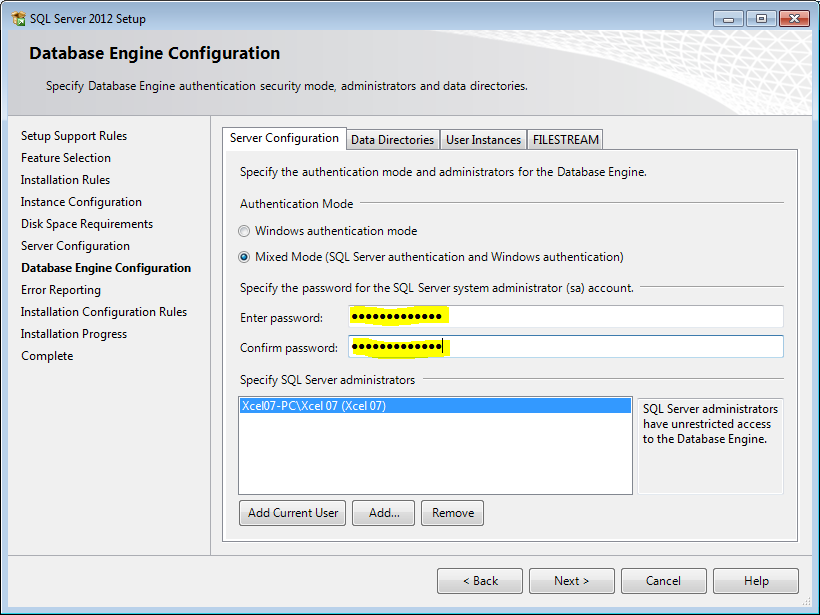 SQL Server 2012 Setup
Database Engine Configuration
Specify Database Engine authentication security mode, administrators and data directories.
Setup Support Rules
Feature Selection
Installation Rules
Instance Configuration
Disk Space Requirements
Server Configuration
Database Engine Configuration
Error Reporting
Installation Configuration Rules
Installation Progress
Complete
Server Configuration Data Directories User Instances FILESTREAM
Specify the authentication mode and administrators for the Database Engine.
Authentication Mode
Windows authentication mode
Mixed Mode (SQL Server authentication and Windows authentication)
Specify the password for the SQL Server system administrator (sa) account.
Enter password: ●●●●●●●●●●●●●
Confirm password: ●●●●●●●●●●●●●
Specify SQL Server administrators
Xcel07-PC\Xcel 07 (Xcel 07)
SQL Server administrators
have unrestricted access
to the Database Engine.
Add Current User Add... Remove
< Back Next > Cancel Help